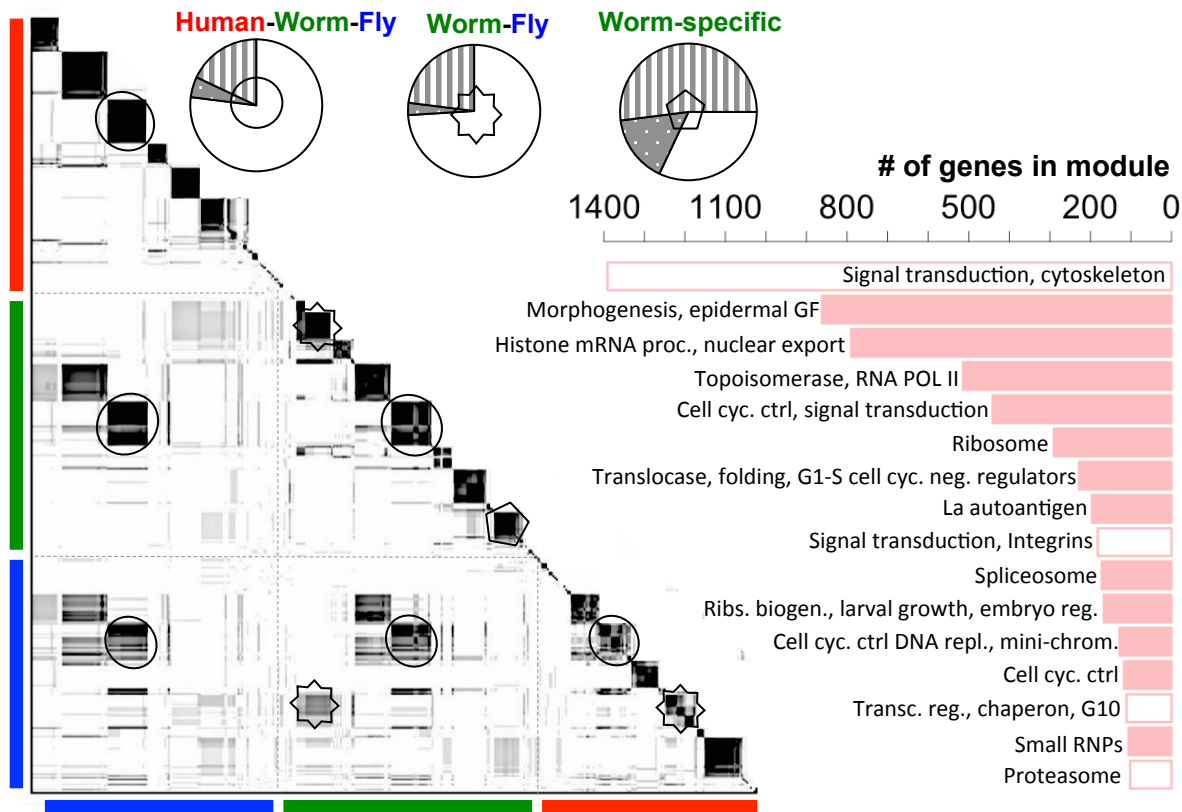 Human-Worm-Fly
Worm-Fly
Worm-specific
# of genes in module
1400 1100 800 500 200 0
Signal transduction, cytoskeleton
Morphogenesis, epidermal GF
Histone mRNA proc., nuclear export
Topoisomerase, RNA POL II
Cell cyc. ctrl, signal transduction
Ribosome
Translocase, folding, G1-S cell cyc. neg. regulators
La autoantigen
Signal transduction, Integrins
Spliceosome
Ribs. biogen., larval growth, embryo reg.
Cell cyc. ctrl DNA repl., mini-chrom.
Cell cyc. ctrl
Transc. reg., chaperon, G10
Small RNPs
Proteasome